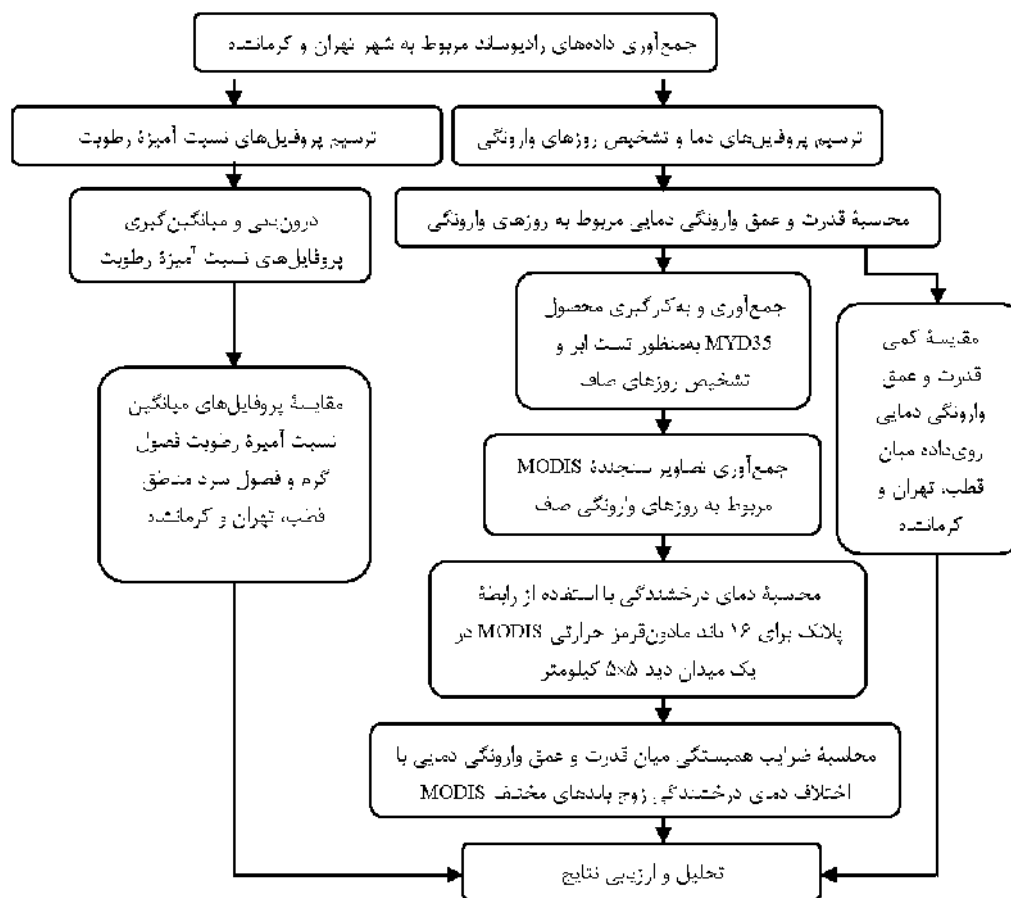 جمع‌آوری داده‌های رادیوساند مربوط به شهر تهران و کرمانشاه
ترسیم پروفایل‌های نسبت آمیزهٔ رطوبت
ترسیم پروفایل‌های دما و تشخیص روزهای وارونگی
درون‌یابی و میانگین‌گیری
پروفایل‌های نسبت آمیزهٔ رطوبت
محاسبهٔ قدرت و عمق وارونگی دمایی مربوط به روزهای وارونگی
جمع‌آوری و به‌کارگیری محصول
MYD35 به‌منظور تست ابر و
تشخیص روزهای صاف
مقایسهٔ کمی
قدرت و عمق
وارونگی دمایی
روی‌داده میان
قطب، تهران و
کرمانشاه
مقایسهٔ پروفایل‌های میانگین
نسبت آمیزهٔ رطوبت فصول
گرم و فصول سرد مناطق
قطب، تهران و کرمانشاه
جمع‌آوری تصاویر سنجندهٔ MODIS
مربوط به روزهای وارونگی صاف
محاسبهٔ دمای درخشندگی با استفاده از رابطهٔ
پلانک برای ۱۶ باند مادون‌قرمز حرارتی MODIS در
یک میدان دید ۵×۵ کیلومتر
محاسبهٔ ضرایب همبستگی میان قدرت و عمق وارونگی دمایی با
اختلاف دمای درخشندگی زوج باندهای مختلف MODIS
تحلیل و ارزیابی نتایج